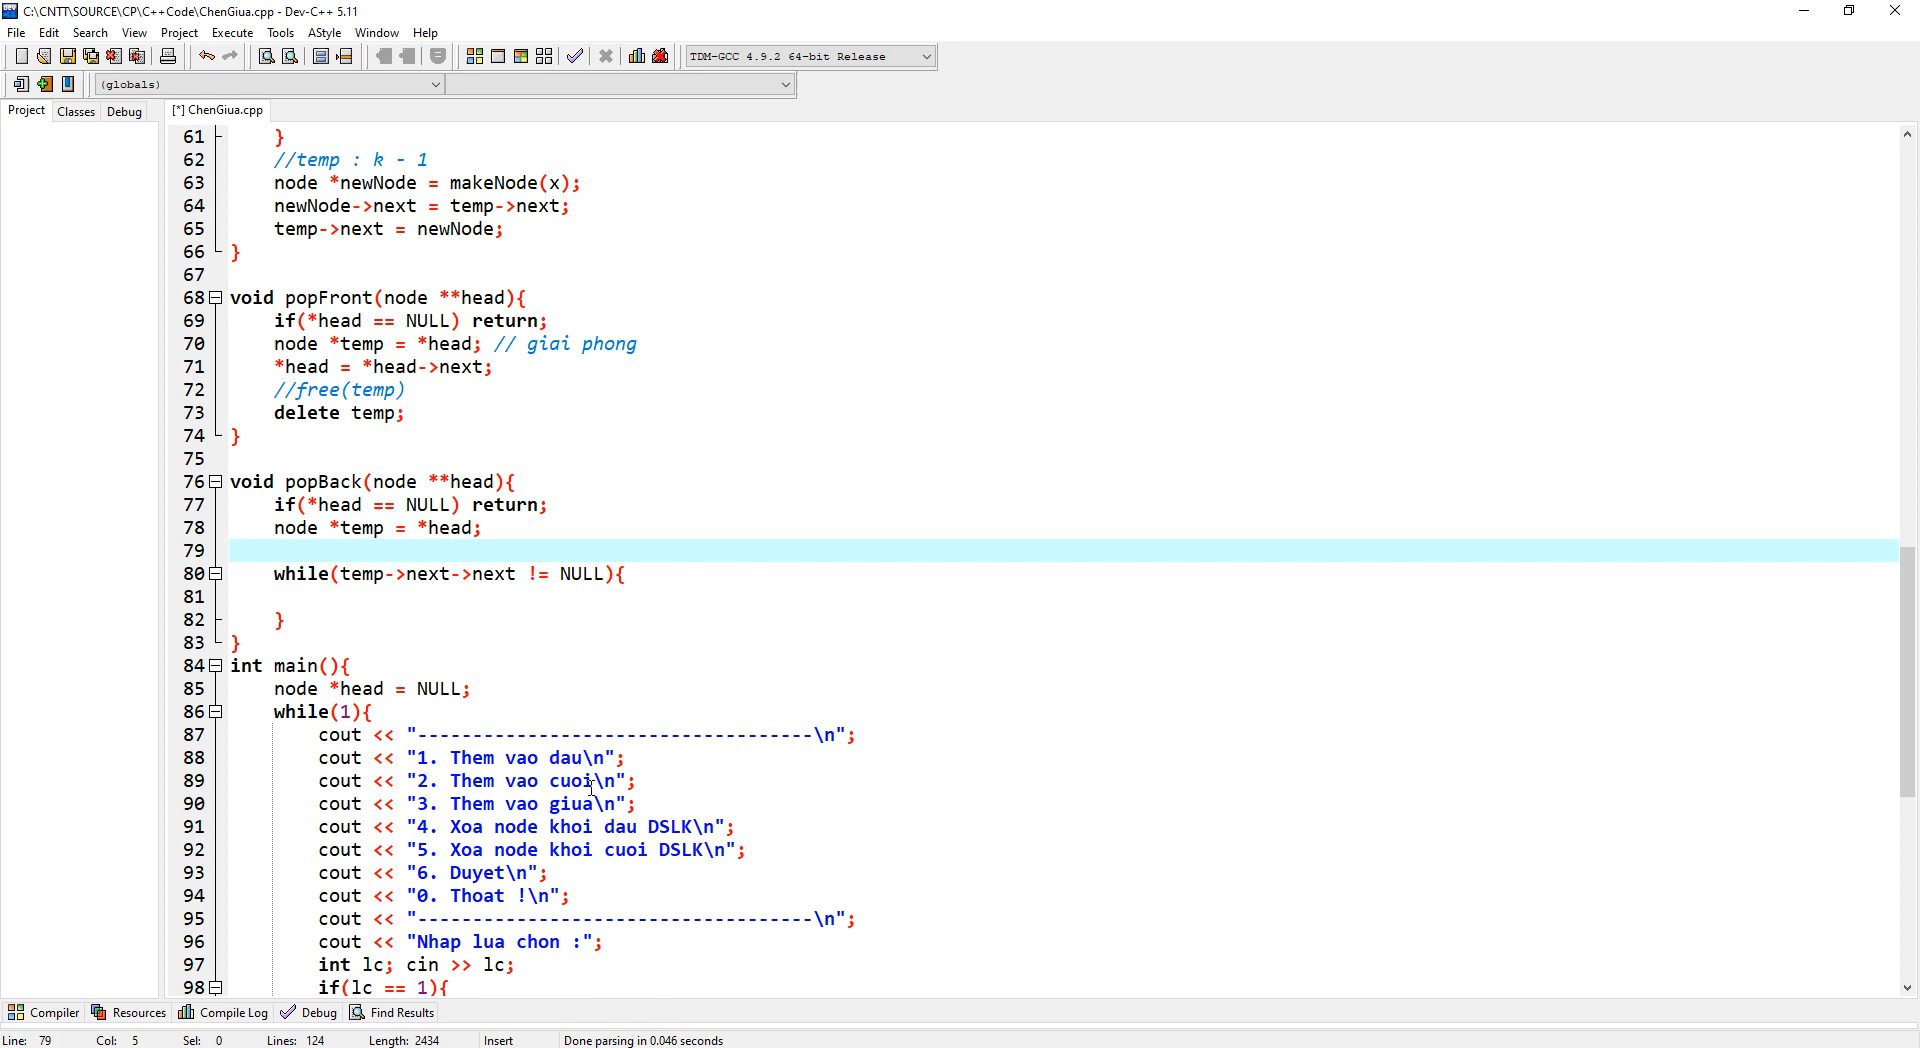 C:\CNTT\SOURCE\CP\C++Code\ChenGiua.cpp - Dev-C++ 5.11
File Edit Search View Project Execute Tools AStyle Window Help
TDM-GCC 4.9.2 64-bit Release
(globals)
Project Classes Debug [*] ChenGiua.cpp
61 }
62 //temp : k - 1
63 node *newNode = makeNode(x);
64 newNode->next = temp->next;
65 temp->next = newNode;
66 }
67
68 void popFront(node **head){
69 if(*head == NULL) return;
70 node *temp = *head; // giai phong
71 *head = *head->next;
72 //free(temp)
73 delete temp;
74 }
75
76 void popBack(node **head){
77 if(*head == NULL) return;
78 node *temp = *head;
79
80 while(temp->next->next != NULL){
81
82 }
83 }
84 int main(){
85 node *head = NULL;
86 while(1){
87 cout << "------------------------------------\n";
88 cout << "1. Them vao dau\n";
89 cout << "2. Them vao cuoi\n";
90 cout << "3. Them vao giua\n";
91 cout << "4. Xoa node khoi dau DSLK\n";
92 cout << "5. Xoa node khoi cuoi DSLK\n";
93 cout << "6. Duyet\n";
94 cout << "0. Thoat !\n";
95 cout << "------------------------------------\n";
96 cout << "Nhap lua chon :";
97 int lc; cin >> lc;
98 if(lc == 1){
Compiler Resources Compile Log Debug Find Results
Line: 79 Col: 5 Sel: 0 Lines: 124 Length: 2434 Insert Done parsing in 0.046 seconds